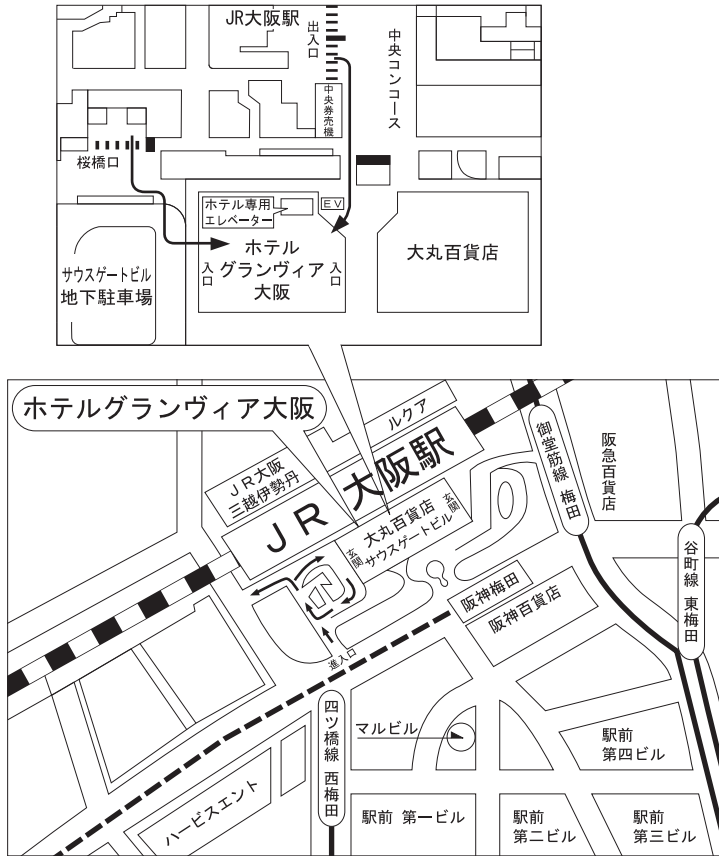 JR大阪駅
出入口
中央コンコース
中央券売機
桜橋口
ホテル専用
エレベーター
EV
ホテル
グランヴィア
大阪
入口
入口
大丸百貨店
サウスゲートビル
地下駐車場
ホテルグランヴィア大阪
ルクア
JR大阪
三越伊勢丹
JR 大阪駅
大丸百貨店
サウスゲートビル
玄関
玄関
御堂筋線 梅田
阪急百貨店
谷町線 東梅田
阪神梅田
阪神百貨店
進入口
四ツ橋線 西梅田
マルビル
駅前
第四ビル
ハービスエント
駅前 第一ビル
駅前
第二ビル
駅前
第三ビル